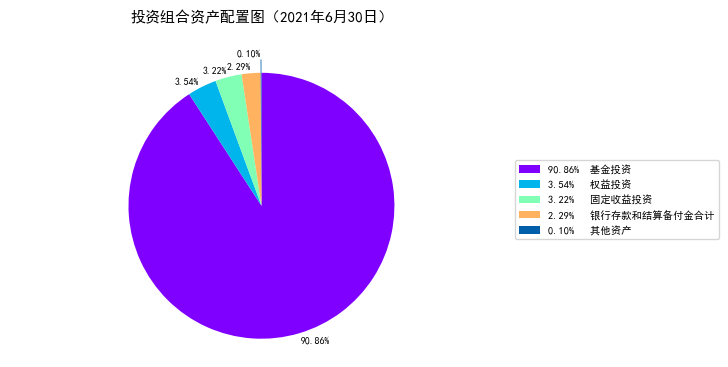 投资组合资产配置图（2021年6月30日）
0.10%
2.29%
3.22%
3.54%
90.86%
90.86% 基金投资
3.54% 权益投资
3.22% 固定收益投资
2.29% 银行存款和结算备付金合计
0.10% 其他资产